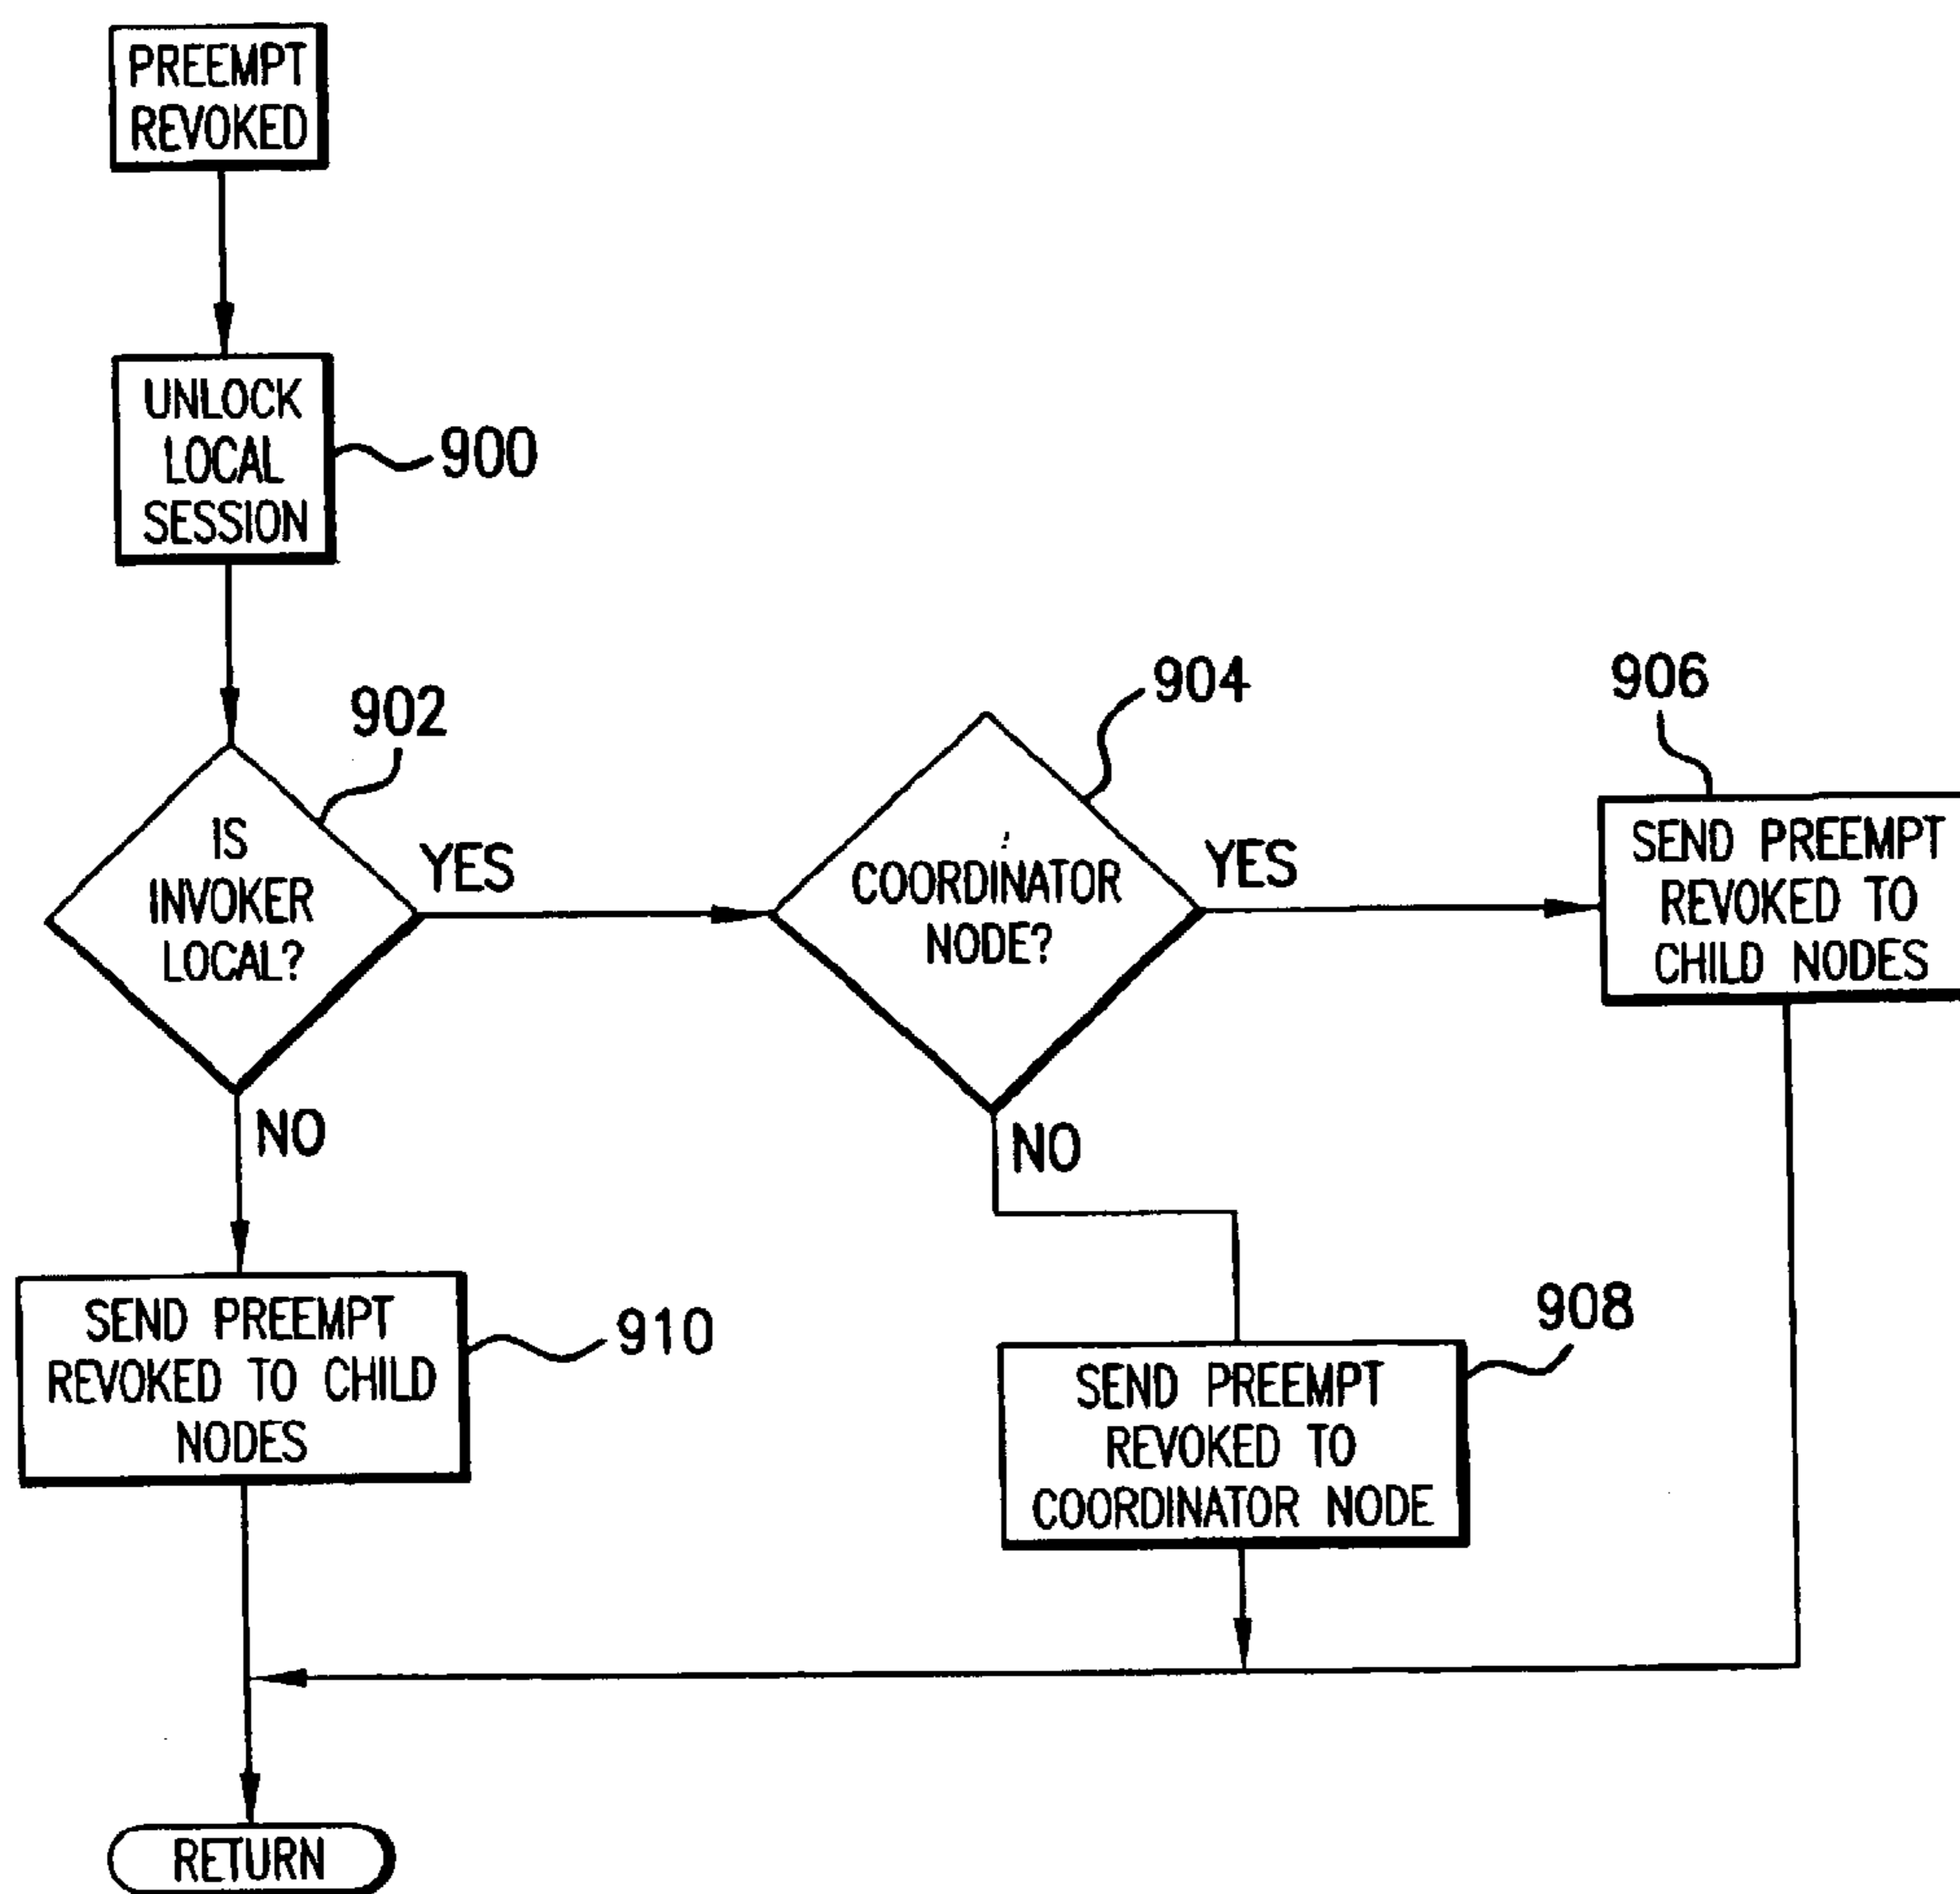 PREEMPT
REVOKED
UNLOCK
LOCAL
SESSION
900
902
IS
INVOKER
LOCAL?
YES
NO
904
COORDINATOR
NODE?
YES
NO
906
SEND PREEMPT
REVOKED TO
CHILD NODES
SEND PREEMPT
REVOKED TO CHILD
NODES
910
908
SEND PREEMPT
REVOKED TO
COORDINATOR NODE
RETURN